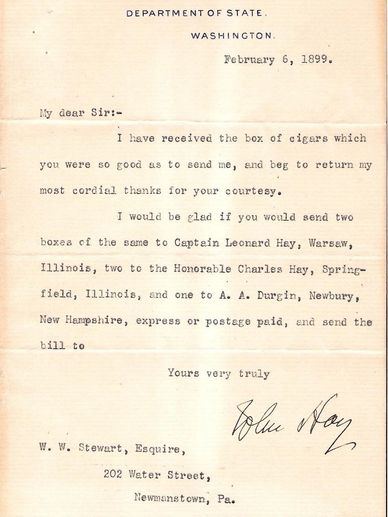 DEPARTMENT OF STATE.
WASHINGTON.
February 6, 1899.
My dear Sir:-
I have received the box of cigars which
you were so good as to send me, and beg to return my
most cordial thanks for your courtesy.
I would be glad if you would send two
boxes of the same to Captain Leonard Hay, Warsaw,
Illinois, two to the Honorable Charles Hay, Spring-
field, Illinois, and one to A. A. Durgin, Newbury,
New Hampshire, express or postage paid, and send the
bill to
Yours very truly
John Hay
W. W. Stewart, Esquire,
202 Water Street,
Newmanstown, Pa.